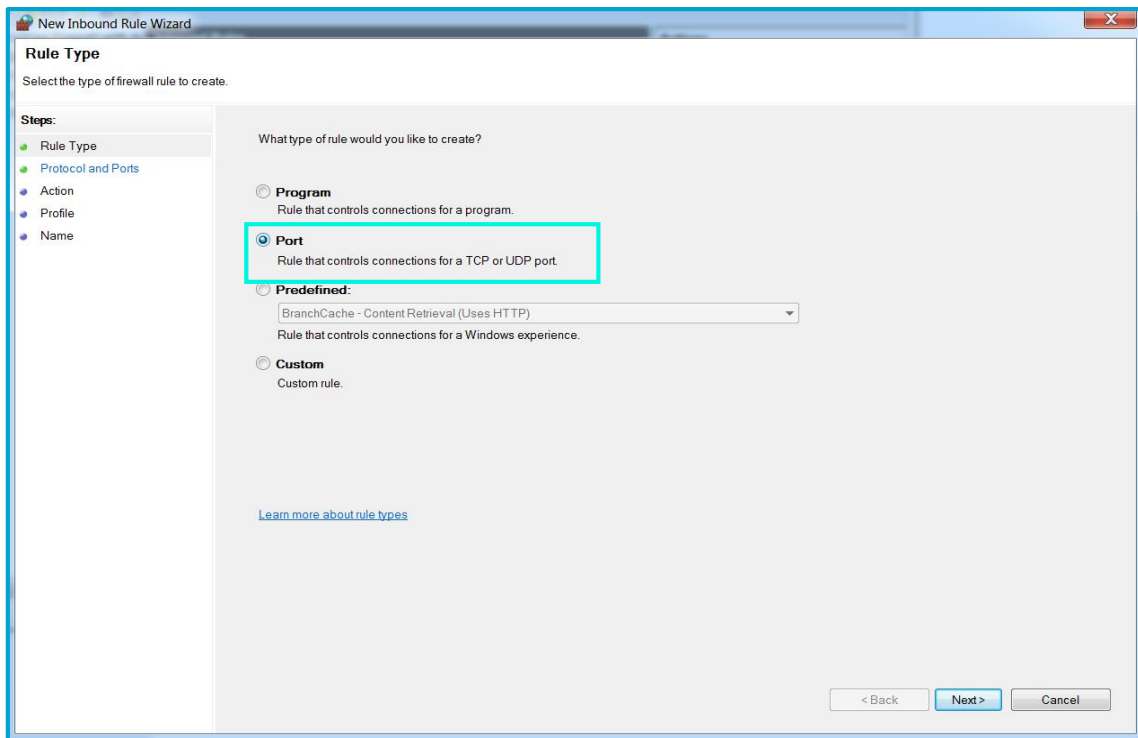 New Inbound Rule Wizard
Rule Type
Select the type of firewall rule to create.
Steps:
Rule Type
Protocol and Ports
Action
Profile
Name
What type of rule would you like to create?
Program
Rule that controls connections for a program.
Port
Rule that controls connections for a TCP or UDP port.
Predefined:
BranchCache - Content Retrieval (Uses HTTP)
Rule that controls connections for a Windows experience.
Custom
Custom rule.
Learn more about rule types
< Back
Next >
Cancel